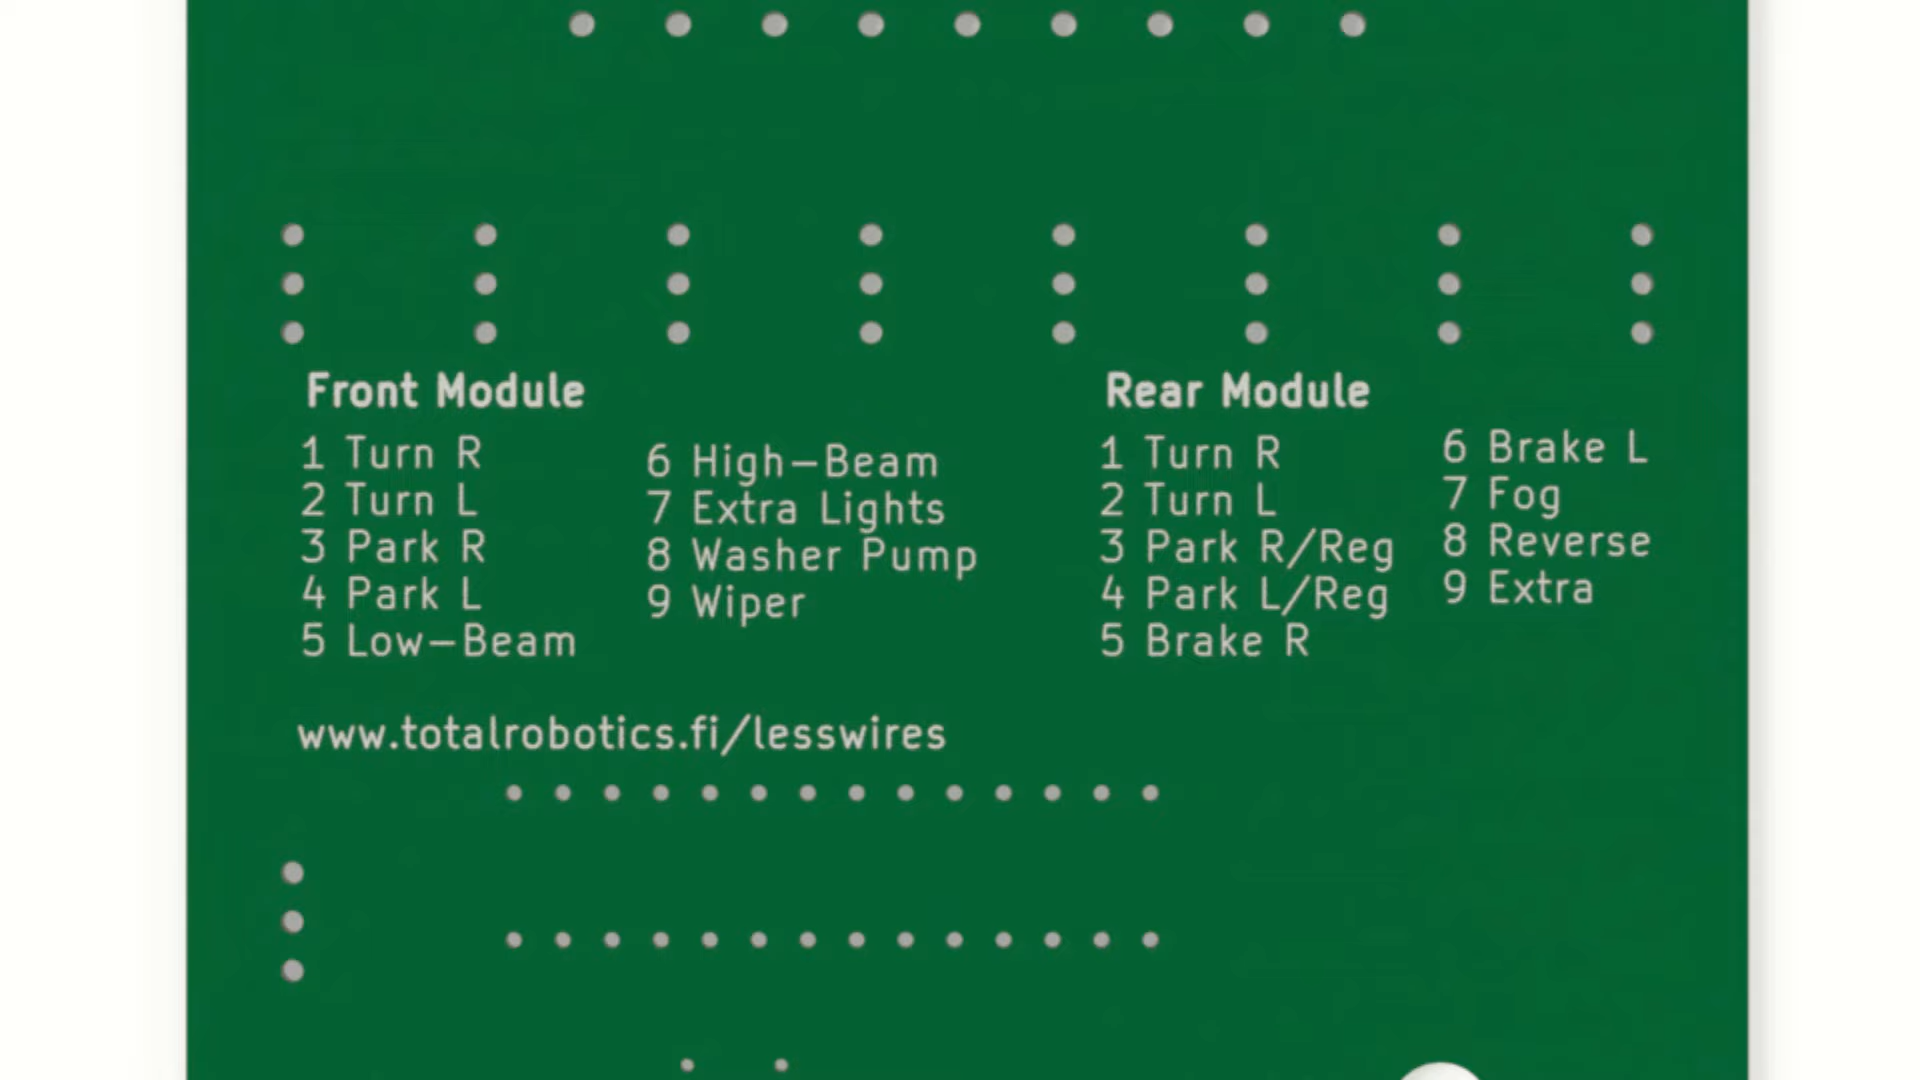 Front Module
1 Turn R
2 Turn L
3 Park R
4 Park L
5 Low-Beam
6 High-Beam
7 Extra Lights
8 Washer Pump
9 Wiper
Rear Module
1 Turn R
2 Turn L
3 Park R/Reg
4 Park L/Reg
5 Brake R
6 Brake L
7 Fog
8 Reverse
9 Extra
www.totalrobotics.fi/lesswires